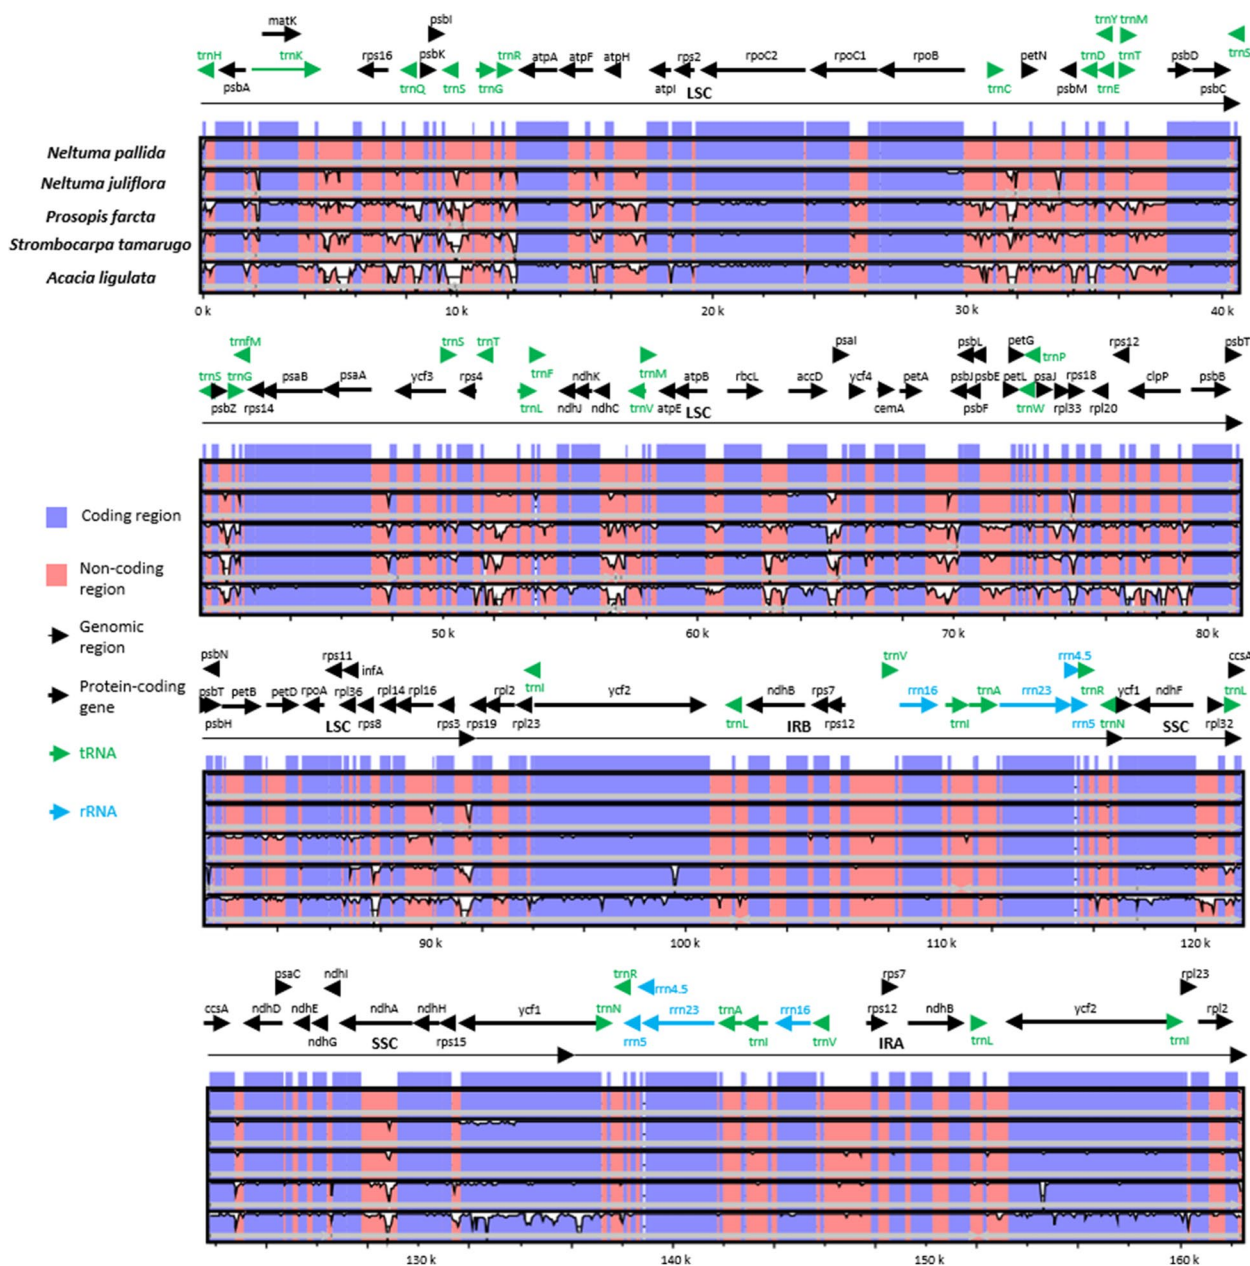 matK psbI trnY trnM
trnH trnK rps16 psbK trnR atpA atpF atpH rps2 rpoC2 rpoC1 rpoB petN trnD trnT psbD trnS
psbA trnQ trnS trnG atpI LSC trnC psbM trnE psbC
Neltuma pallida
Neltuma juliflora
Prosopis farcta
Strombocarpa tamarugo
Acacia ligulata
0 k 10 k 20 k 30 k 40 k
trnfM trnS trnT psaI psbL petG rps12 psbT
trnS trnG psaB psaA ycf3 rps4 trnF ndhK trnM atpB rbcL accD ycf4 petA psbJ psbE petL trnP psaJ rps18 clpP psbB
psbZ rps14 trnL ndhJ ndhC trnV atpE LSC cemA psbF trnW rpl33 rpl20
Coding region
Non-coding
region
50 k 60 k 70 k 80 k
Genomic
region
Protein-coding
gene
tRNA
rRNA
psbN rps11 infA trnV rrn4.5 ccsA
psbT petB petD rpoA rpl36 rpl14 rpl16 rpl2 trnI ycf2 ndhB rps7 rrn16 trnA rrn23 trnR ycf1 ndhF trnL
psbH LSC rps8 rps3 rps19 rpl23 trnL IRB rps12 trnI rrn5 trnN SSC rpl32
90 k 100 k 110 k 120 k
psaC ndhI trnR rrn4.5 rps7 rpl23
ccsA ndhD ndhE ndhA ndhH ycf1 trnN rrn23 trnA rrn16 rps12 ndhB ycf2 rpl2
ndhG SSC rps15 rrn5 trnI trnV IRA trnL trnI
130 k 140 k 150 k 160 k